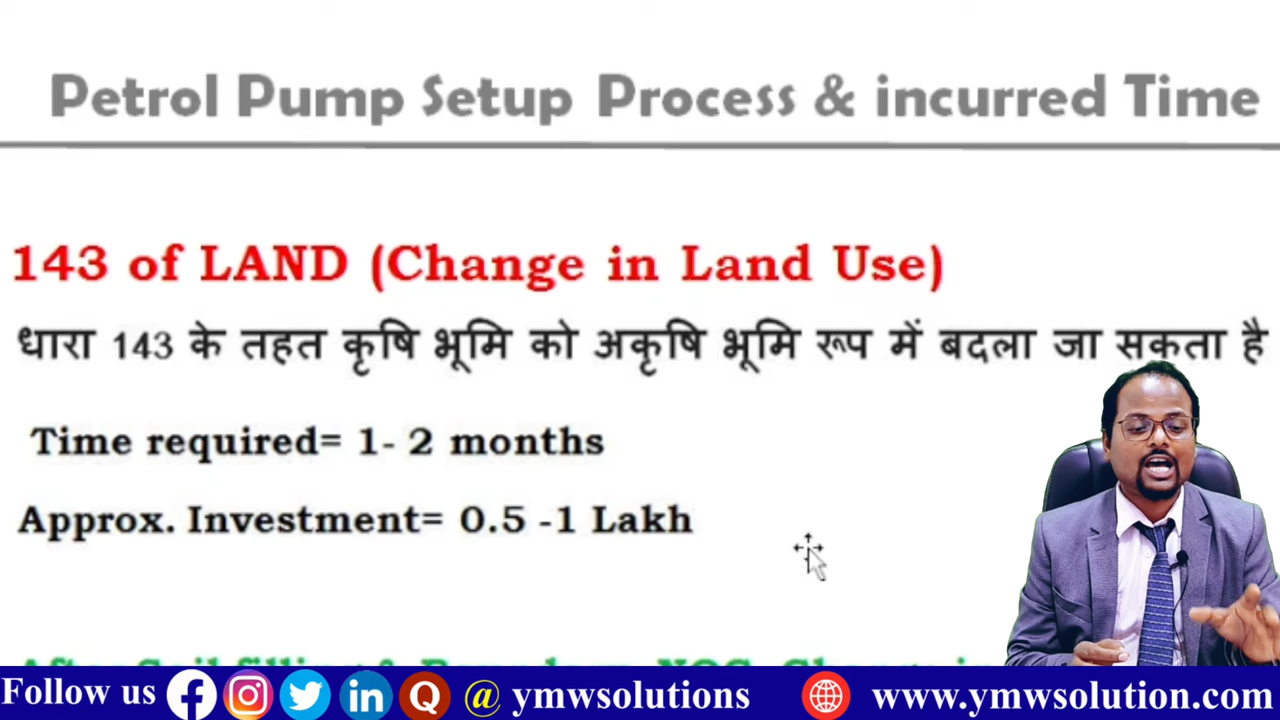 Petrol Pump Setup Process & incurred Time
143 of LAND (Change in Land Use)
धारा 143 के तहत कृषि भूमि को अकृषि भूमि रूप में बदला जा सकता है
Time required= 1- 2 months
Approx. Investment= 0.5 -1 Lakh
Follow us @ ymwsolutions www.ymwsolution.com